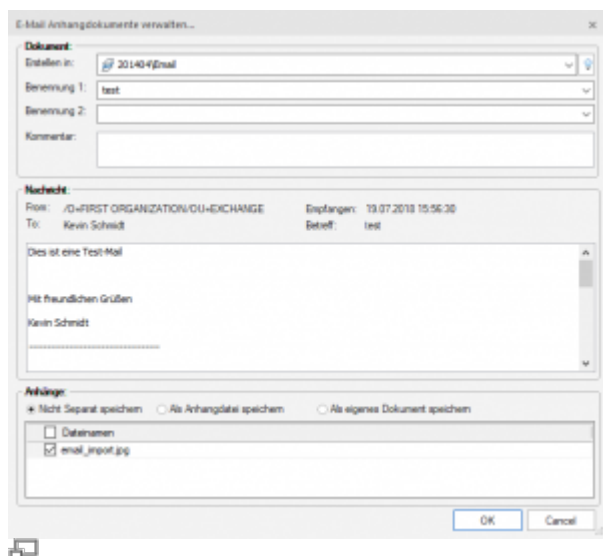 E-Mail Anhangdokumente verwalten...
Dokument:
Erstellen in: 201404\Email
Benennung 1: test
Benennung 2:
Kommentar:
Nachricht:
From: /O=FIRST ORGANIZATION/OU=EXCHANGE Empfangen: 19.07.2018 15:56:30
To: Kevin Schmidt Betreff: test
Dies ist eine Test-Mail
Mit freundlichen Grüßen
Kevin Schmidt
Anhänge:
Nicht Separat speichern Als Anhangdatei speichern Als eigenes Dokument speichern
Dateinamen
email_import.jpg
OK Cancel